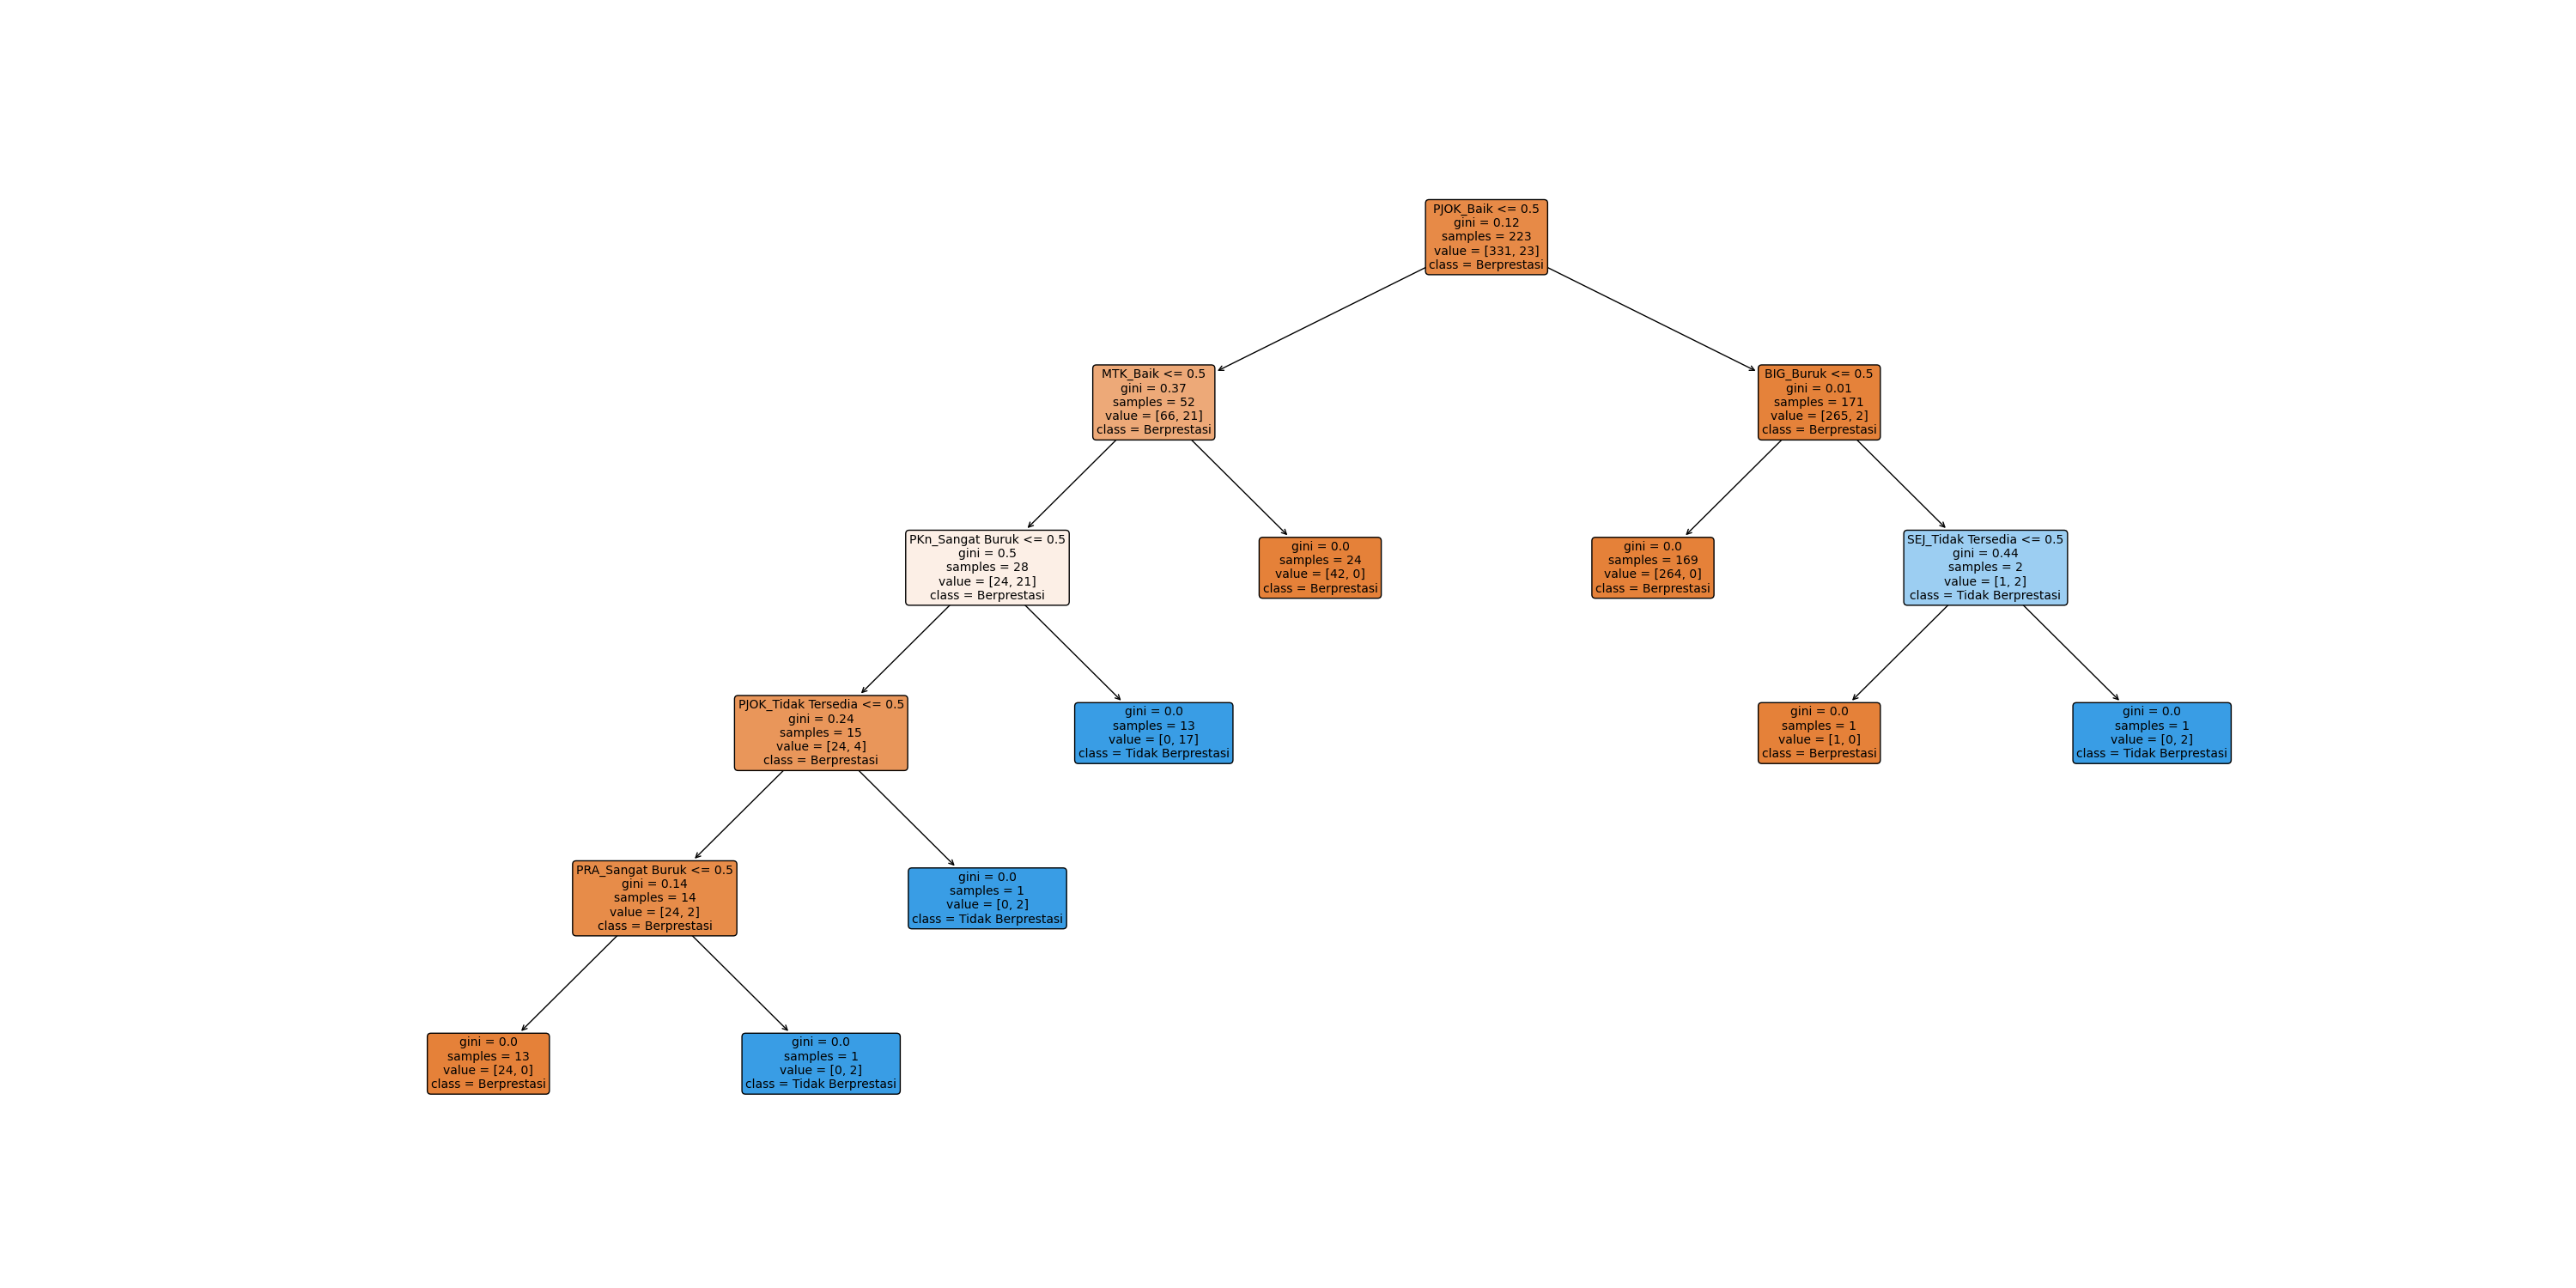 PJOK_Baik <= 0.5
gini = 0.12
samples = 223
value = [331, 23]
class = Berprestasi
MTK_Baik <= 0.5
gini = 0.37
samples = 52
value = [66, 21]
class = Berprestasi
BIG_Buruk <= 0.5
gini = 0.01
samples = 171
value = [265, 2]
class = Berprestasi
PKn_Sangat Buruk <= 0.5
gini = 0.5
samples = 28
value = [24, 21]
class = Berprestasi
gini = 0.0
samples = 24
value = [42, 0]
class = Berprestasi
gini = 0.0
samples = 169
value = [264, 0]
class = Berprestasi
SEJ_Tidak Tersedia <= 0.5
gini = 0.44
samples = 2
value = [1, 2]
class = Tidak Berprestasi
PJOK_Tidak Tersedia <= 0.5
gini = 0.24
samples = 15
value = [24, 4]
class = Berprestasi
gini = 0.0
samples = 13
value = [0, 17]
class = Tidak Berprestasi
gini = 0.0
samples = 1
value = [1, 0]
class = Berprestasi
gini = 0.0
samples = 1
value = [0, 2]
class = Tidak Berprestasi
PRA_Sangat Buruk <= 0.5
gini = 0.14
samples = 14
value = [24, 2]
class = Berprestasi
gini = 0.0
samples = 1
value = [0, 2]
class = Tidak Berprestasi
gini = 0.0
samples = 13
value = [24, 0]
class = Berprestasi
gini = 0.0
samples = 1
value = [0, 2]
class = Tidak Berprestasi